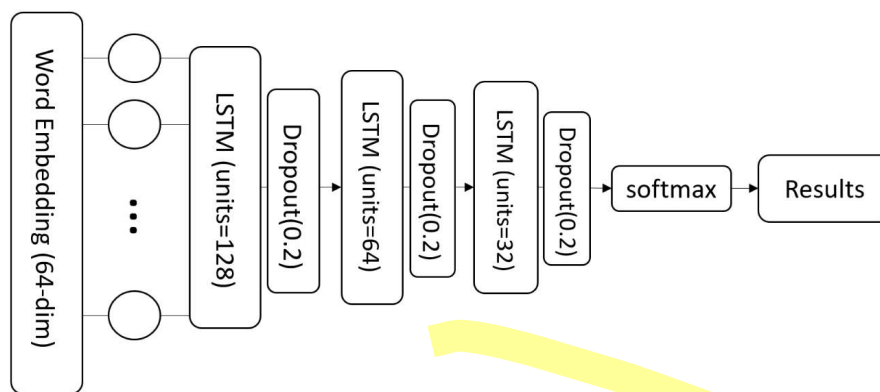 Word Embedding (64-dim)
...
LSTM (units=128)
Dropout(0.2)
LSTM (units=64)
Dropout(0.2)
LSTM (units=32)
Dropout(0.2)
softmax
Results